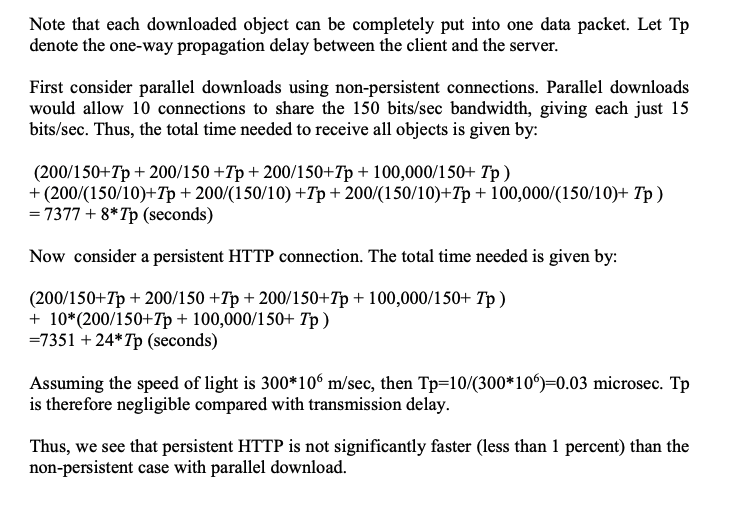 Note that each downloaded object can be completely put into one data packet. Let Tp
denote the one-way propagation delay between the client and the server.
First consider parallel downloads using non-persistent connections. Parallel downloads
would allow 10 connections to share the 150 bits/sec bandwidth, giving each just 15
bits/sec. Thus, the total time needed to receive all objects is given by:
(200/150+Tp + 200/150 +Tp + 200/150+Tp + 100,000/150+ Tp )
+ (200/(150/10)+Tp + 200/(150/10) +Tp + 200/(150/10)+Tp + 100,000/(150/10)+ Tp )
= 7377 + 8*Tp (seconds)
Now consider a persistent HTTP connection. The total time needed is given by:
(200/150+Tp + 200/150 +Tp + 200/150+Tp + 100,000/150+ Tp )
+ 10*(200/150+Tp + 100,000/150+ Tp )
=7351 + 24*Tp (seconds)
Assuming the speed of light is 300*10⁶ m/sec, then Tp=10/(300*10⁶)=0.03 microsec. Tp
is therefore negligible compared with transmission delay.
Thus, we see that persistent HTTP is not significantly faster (less than 1 percent) than the
non-persistent case with parallel download.